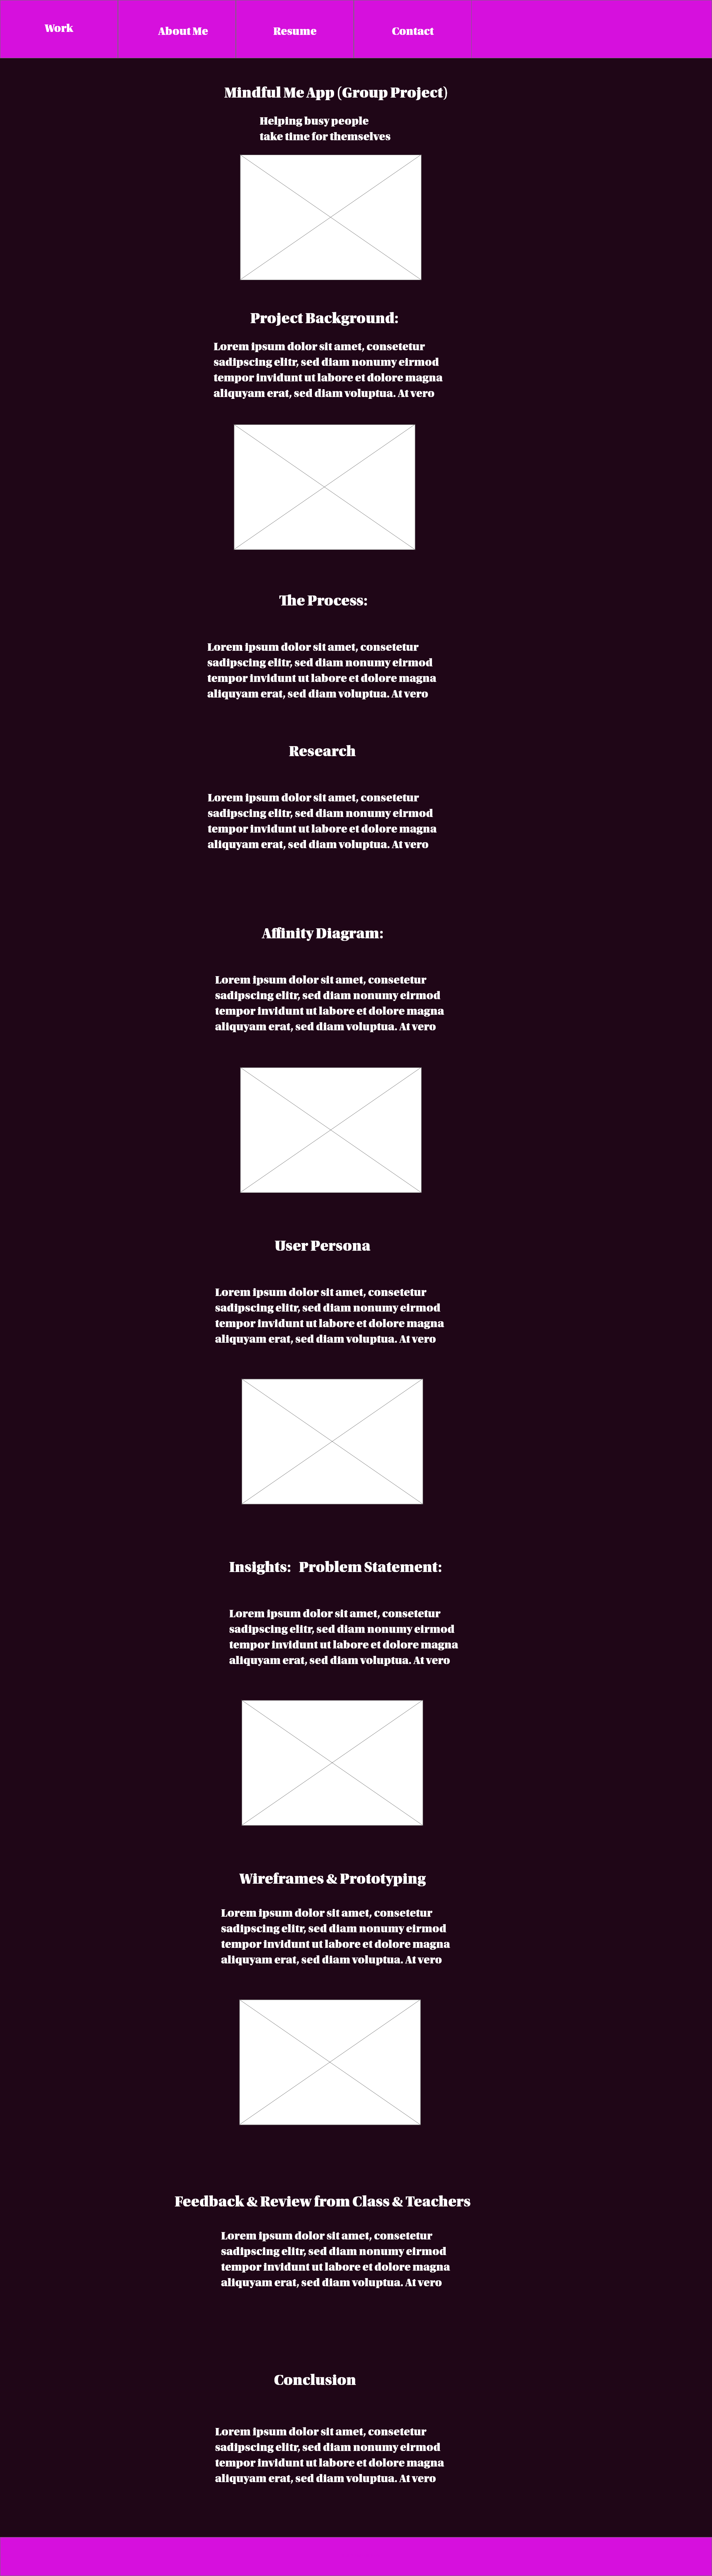 Work
About Me
Resume
Contact
Mindful Me App (Group Project)
Helping busy people
take time for themselves
Project Background:
Lorem ipsum dolor sit amet, consetetur
sadipscing elitr, sed diam nonumy eirmod
tempor invidunt ut labore et dolore magna
aliquyam erat, sed diam voluptua. At vero
The Process:
Lorem ipsum dolor sit amet, consetetur
sadipscing elitr, sed diam nonumy eirmod
tempor invidunt ut labore et dolore magna
aliquyam erat, sed diam voluptua. At vero
Research
Lorem ipsum dolor sit amet, consetetur
sadipscing elitr, sed diam nonumy eirmod
tempor invidunt ut labore et dolore magna
aliquyam erat, sed diam voluptua. At vero
Affinity Diagram:
Lorem ipsum dolor sit amet, consetetur
sadipscing elitr, sed diam nonumy eirmod
tempor invidunt ut labore et dolore magna
aliquyam erat, sed diam voluptua. At vero
User Persona
Lorem ipsum dolor sit amet, consetetur
sadipscing elitr, sed diam nonumy eirmod
tempor invidunt ut labore et dolore magna
aliquyam erat, sed diam voluptua. At vero
Insights: Problem Statement:
Lorem ipsum dolor sit amet, consetetur
sadipscing elitr, sed diam nonumy eirmod
tempor invidunt ut labore et dolore magna
aliquyam erat, sed diam voluptua. At vero
Wireframes & Prototyping
Lorem ipsum dolor sit amet, consetetur
sadipscing elitr, sed diam nonumy eirmod
tempor invidunt ut labore et dolore magna
aliquyam erat, sed diam voluptua. At vero
Feedback & Review from Class & Teachers
Lorem ipsum dolor sit amet, consetetur
sadipscing elitr, sed diam nonumy eirmod
tempor invidunt ut labore et dolore magna
aliquyam erat, sed diam voluptua. At vero
Conclusion
Lorem ipsum dolor sit amet, consetetur
sadipscing elitr, sed diam nonumy eirmod
tempor invidunt ut labore et dolore magna
aliquyam erat, sed diam voluptua. At vero